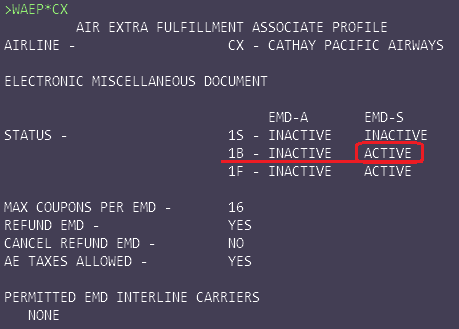 >WAEP*CX
AIR EXTRA FULFILLMENT ASSOCIATE PROFILE
AIRLINE - CX - CATHAY PACIFIC AIRWAYS
ELECTRONIC MISCELLANEOUS DOCUMENT
EMD-A EMD-S
STATUS - 1S - INACTIVE INACTIVE
1B - INACTIVE ACTIVE
1F - INACTIVE ACTIVE
MAX COUPONS PER EMD - 16
REFUND EMD - YES
CANCEL REFUND EMD - NO
AE TAXES ALLOWED - YES
PERMITTED EMD INTERLINE CARRIERS
NONE